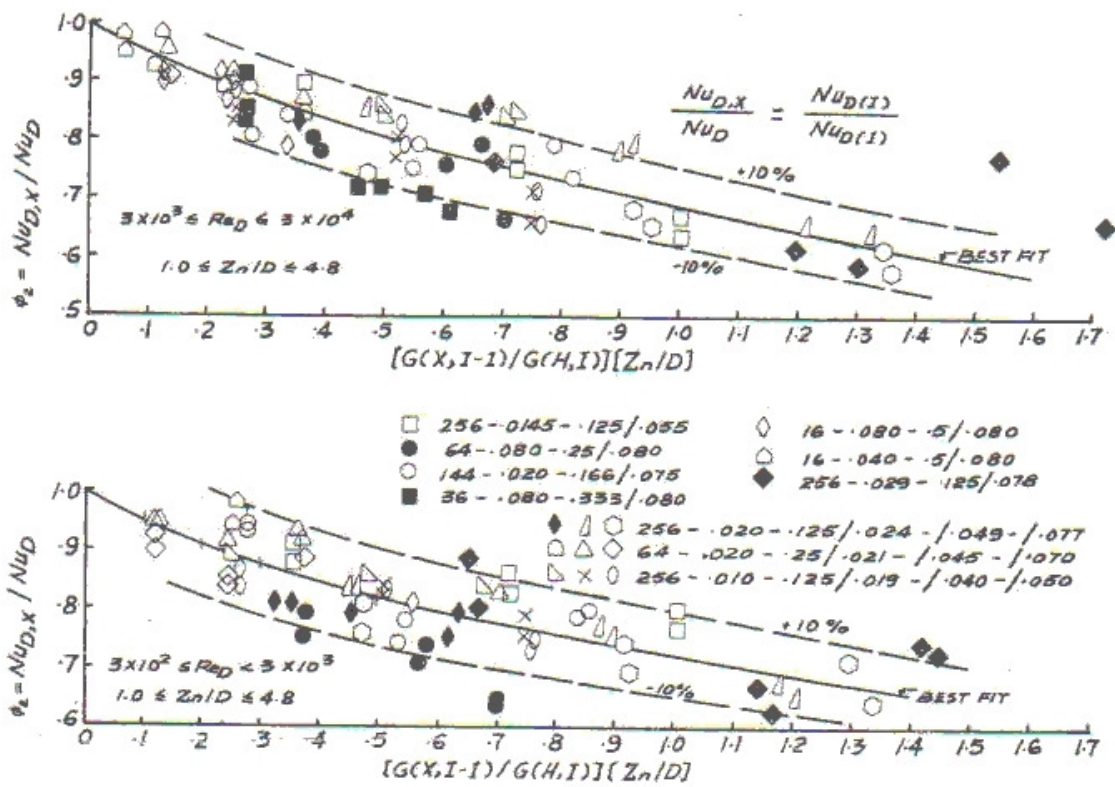 1.0
.9
.8
.7
.6
.5
φz = NuD,X / NuD
NuD,X / NuD = NuD(I) / NuD(1)
+10%
-10%
BEST FIT
3×10³ ≤ ReD ≤ 3×10⁴
1.0 ≤ Zn/D ≤ 4.8
0 .1 .2 .3 .4 .5 .6 .7 .8 .9 1.0 1.1 1.2 1.3 1.4 1.5 1.6 1.7
[G(X,I-1)/G(H,I)][Zn/D]
256-.0145-.125/.055
64-.080-.25/.080
144-.020-.166/.075
36-.080-.333/.080
16-.080-.5/.080
16-.040-.5/.080
256-.029-.125/.078
256-.020-.125/.024-/.049-/.077
64-.020-.25/.021-/.045-/.070
256-.010-.125/.019-/.040-/.050
1.0
.9
.8
.7
.6
φz = NuD,X / NuD
+10%
-10%
BEST FIT
3×10² ≤ ReD ≤ 3×10³
1.0 ≤ Zn/D ≤ 4.8
0 .1 .2 .3 .4 .5 .6 .7 .8 .9 1.0 1.1 1.2 1.3 1.4 1.5 1.6 1.7
[G(X,I-1)/G(H,I)][Zn/D]